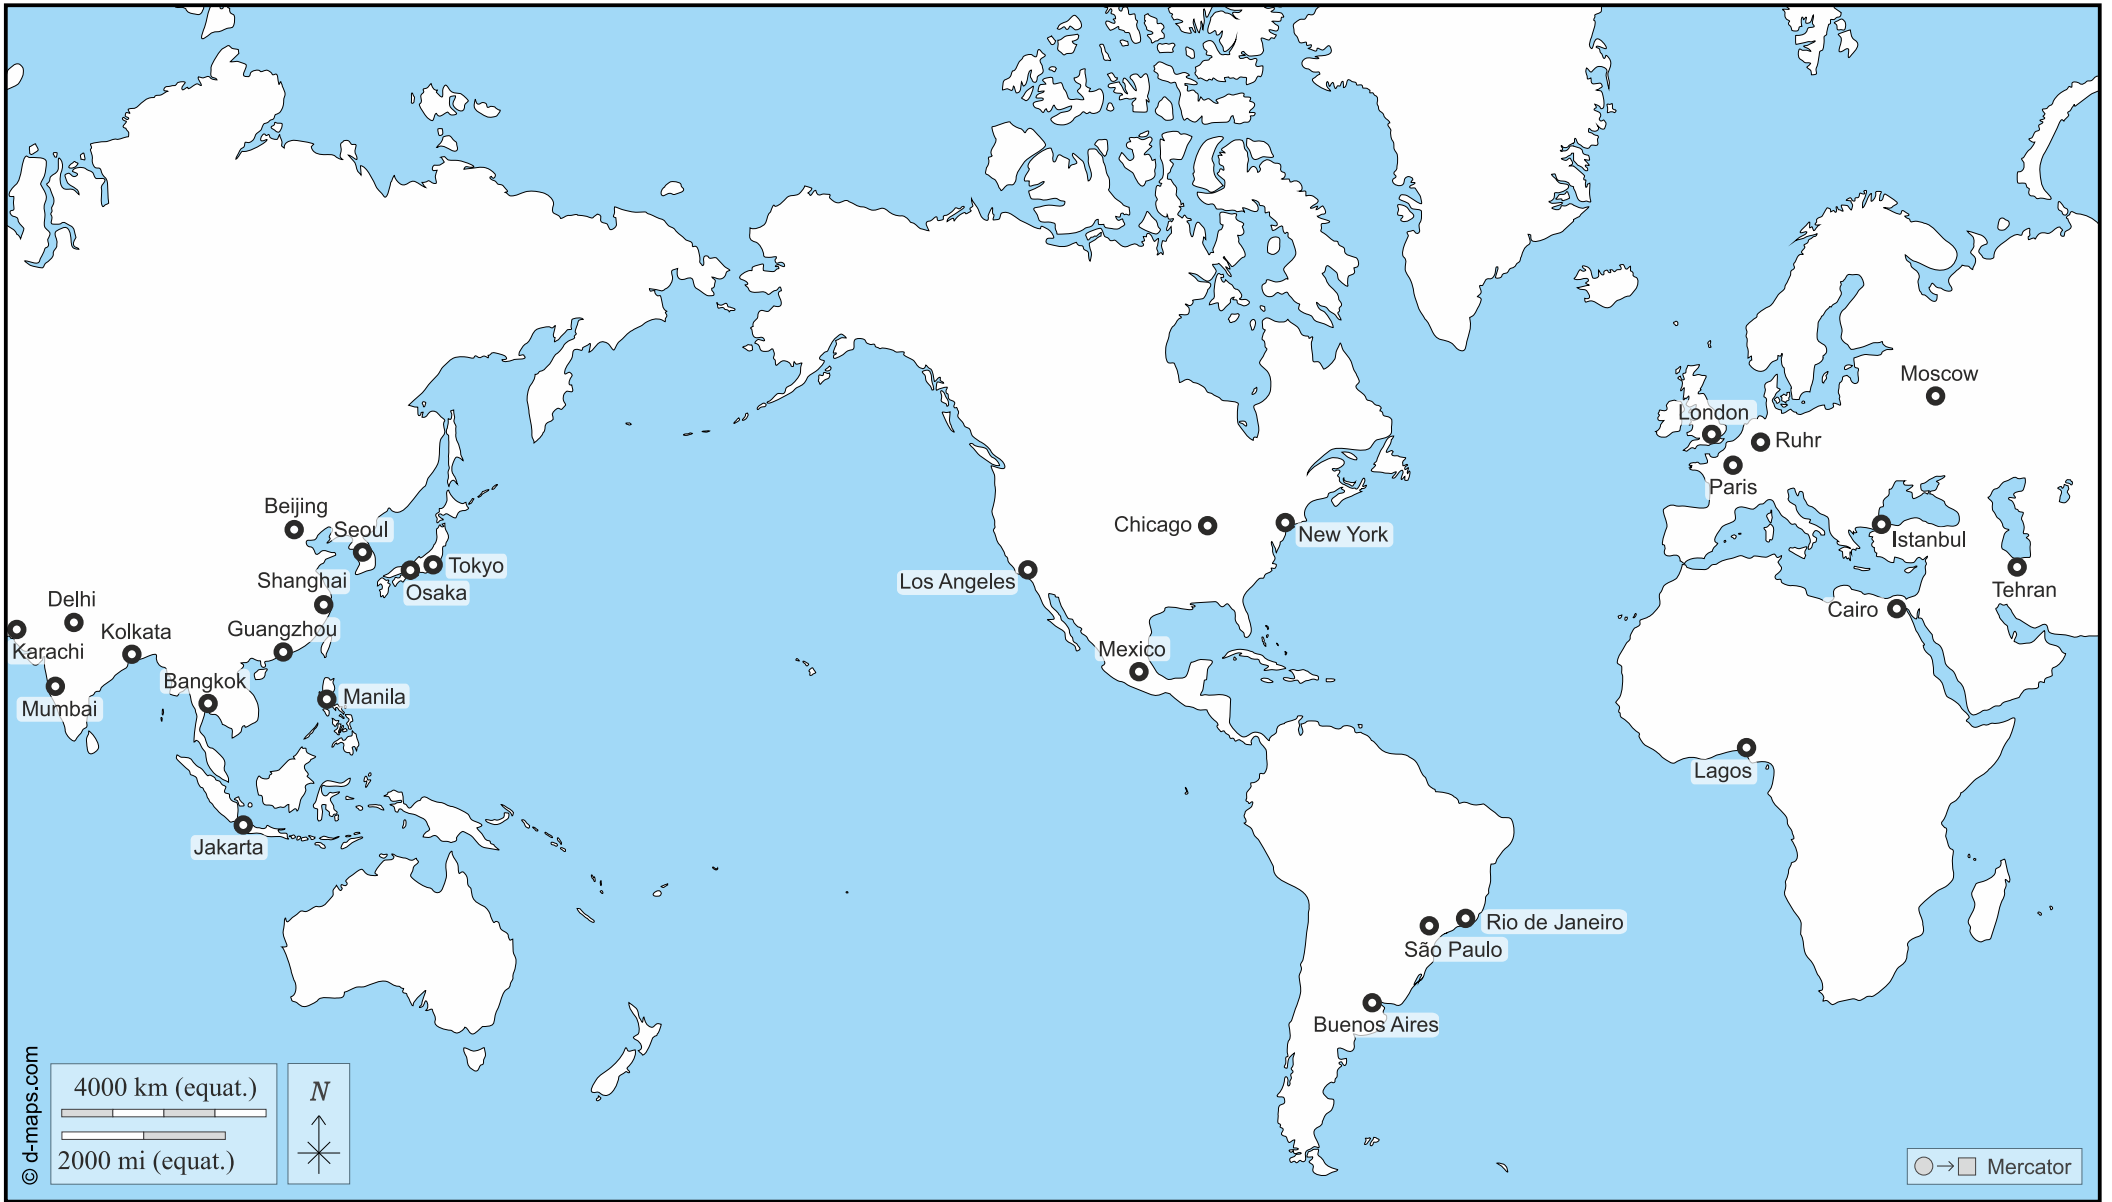 Moscow
London
Ruhr
Paris
Beijing
Seoul
Chicago
New York
Istanbul
Tokyo
Shanghai
Los Angeles
Osaka
Tehran
Delhi
Cairo
Kolkata
Guangzhou
Karachi
Mexico
Bangkok
Manila
Mumbai
Lagos
Jakarta
Rio de Janeiro
São Paulo
Buenos Aires
© d-maps.com
4000 km (equat.)
2000 mi (equat.)
N
Mercator